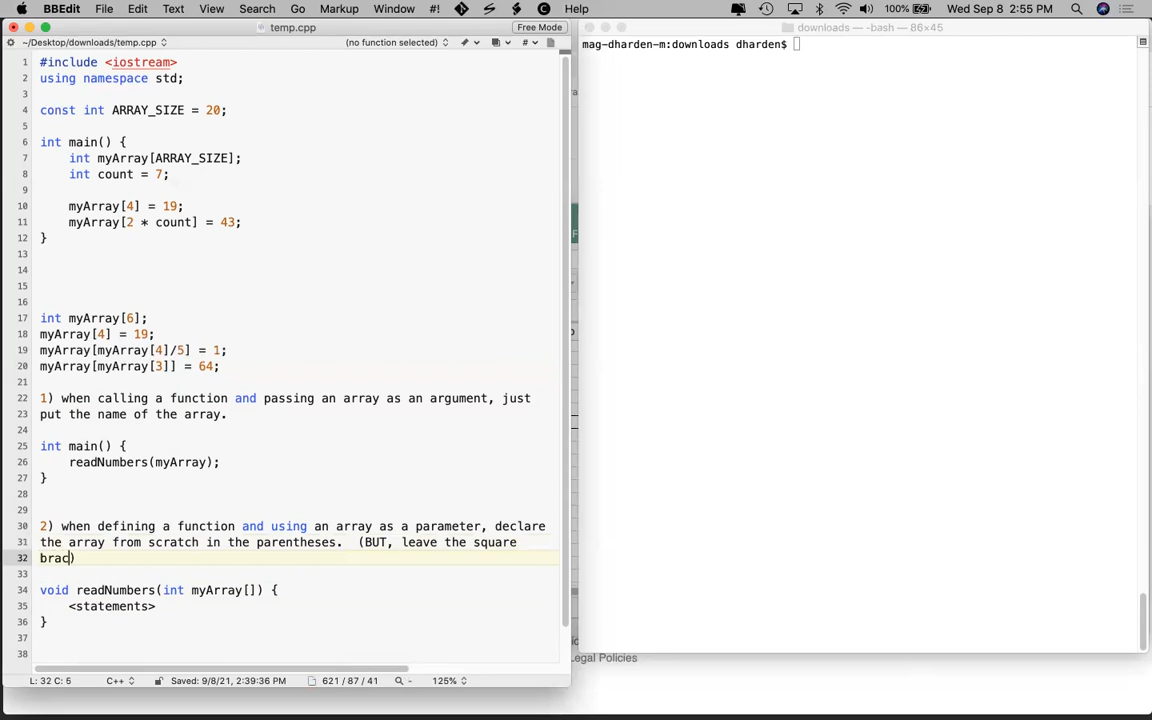 BBEdit File Edit Text View Search Go Markup Window #! Help 100% Wed Sep 8 2:55 PM
temp.cpp Free Mode
~/Desktop/downloads/temp.cpp (no function selected)
1 #include <iostream>
2 using namespace std;
3
4 const int ARRAY_SIZE = 20;
5
6 int main() {
7 int myArray[ARRAY_SIZE];
8 int count = 7;
9
10 myArray[4] = 19;
11 myArray[2 * count] = 43;
12 }
13
14
15
16
17 int myArray[6];
18 myArray[4] = 19;
19 myArray[myArray[4]/5] = 1;
20 myArray[myArray[3]] = 64;
21
22 1) when calling a function and passing an array as an argument, just
23 put the name of the array.
24
25 int main() {
26 readNumbers(myArray);
27 }
28
29
30 2) when defining a function and using an array as a parameter, declare
31 the array from scratch in the parentheses. (BUT, leave the square
32 brac)
33
34 void readNumbers(int myArray[]) {
35 <statements>
36 }
37
38
L: 32 C: 5 C++ Saved: 9/8/21, 2:39:36 PM 621 / 87 / 41 125%
downloads — -bash — 86×45
mag-dharden-m:downloads dharden$
Legal Policies